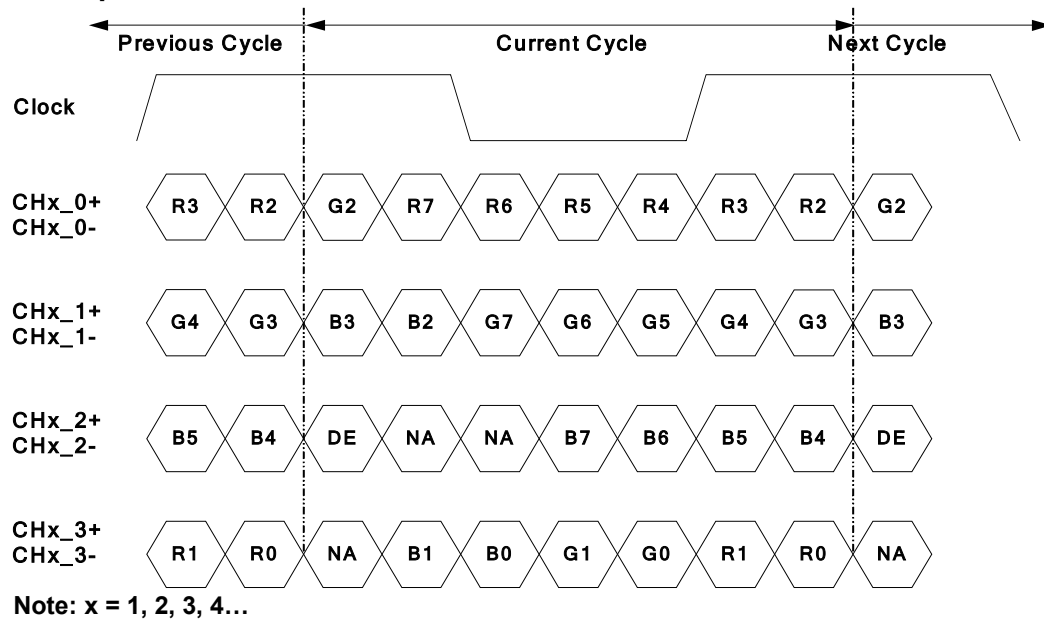 Previous Cycle Current Cycle Next Cycle
Clock
CHx_0+
CHx_0-
R3 R2 G2 R7 R6 R5 R4 R3 R2 G2
CHx_1+
CHx_1-
G4 G3 B3 B2 G7 G6 G5 G4 G3 B3
CHx_2+
CHx_2-
B5 B4 DE NA NA B7 B6 B5 B4 DE
CHx_3+
CHx_3-
R1 R0 NA B1 B0 G1 G0 R1 R0 NA
Note: x = 1, 2, 3, 4…